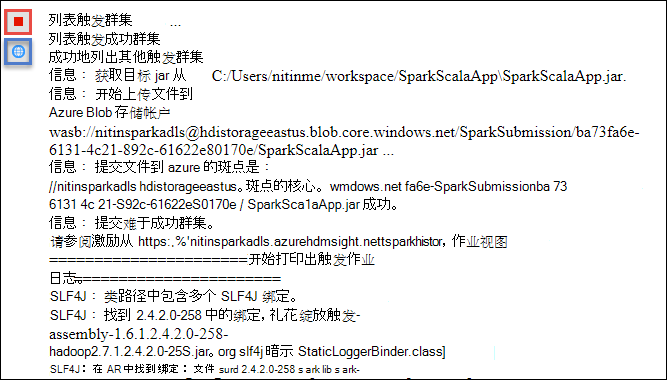 列表触发群集 ...
列表触发成功群集
成功地列出其他触发群集
信息： 获取目标 jar 从 C:/Users/nitinme/workspace/SparkScalaApp\SparkScalaApp.jar.
信息： 开始上传文件到
Azure Blob 存储帐户
wasb://nitinsparkadls@hdistorageeastus.blob.core.windows.net/SparkSubmission/ba73fa6e-
6131-4c21-892c-61622e80170e/SparkScalaApp.jar ...
信息： 提交文件到 azure 的斑点是：
//nitinsparkadls hdistorageeastus。斑点的核心。wmdows.net fa6e-SparkSubmissionba 73
6131 4c 21-S92c-61622eS0170e / SparkSca1aApp.jar 成功。
信息： 提交难于成功群集。
请参阅激励从 https:,%'nitinsparkadls.azurehdmsight.nettsparkhistor, 作业视图
======================开始打印出触发作业
日志。=======================
SLF4J： 类路径中包含多个 SLF4J 绑定。
SLF4J： 找到 2.4.2.0-258 中的绑定，礼花绽放触发-
assembly-1.6.1.2.4.2.0-258-
hadoop2.7.1.2.4.2.0-25S.jar。org slf4j 暗示 StaticLoggerBinder.class]
SLF4J： 在 AR 中找到绑定： 文件 surd 2.4.2.0-258 s ark lib s ark-